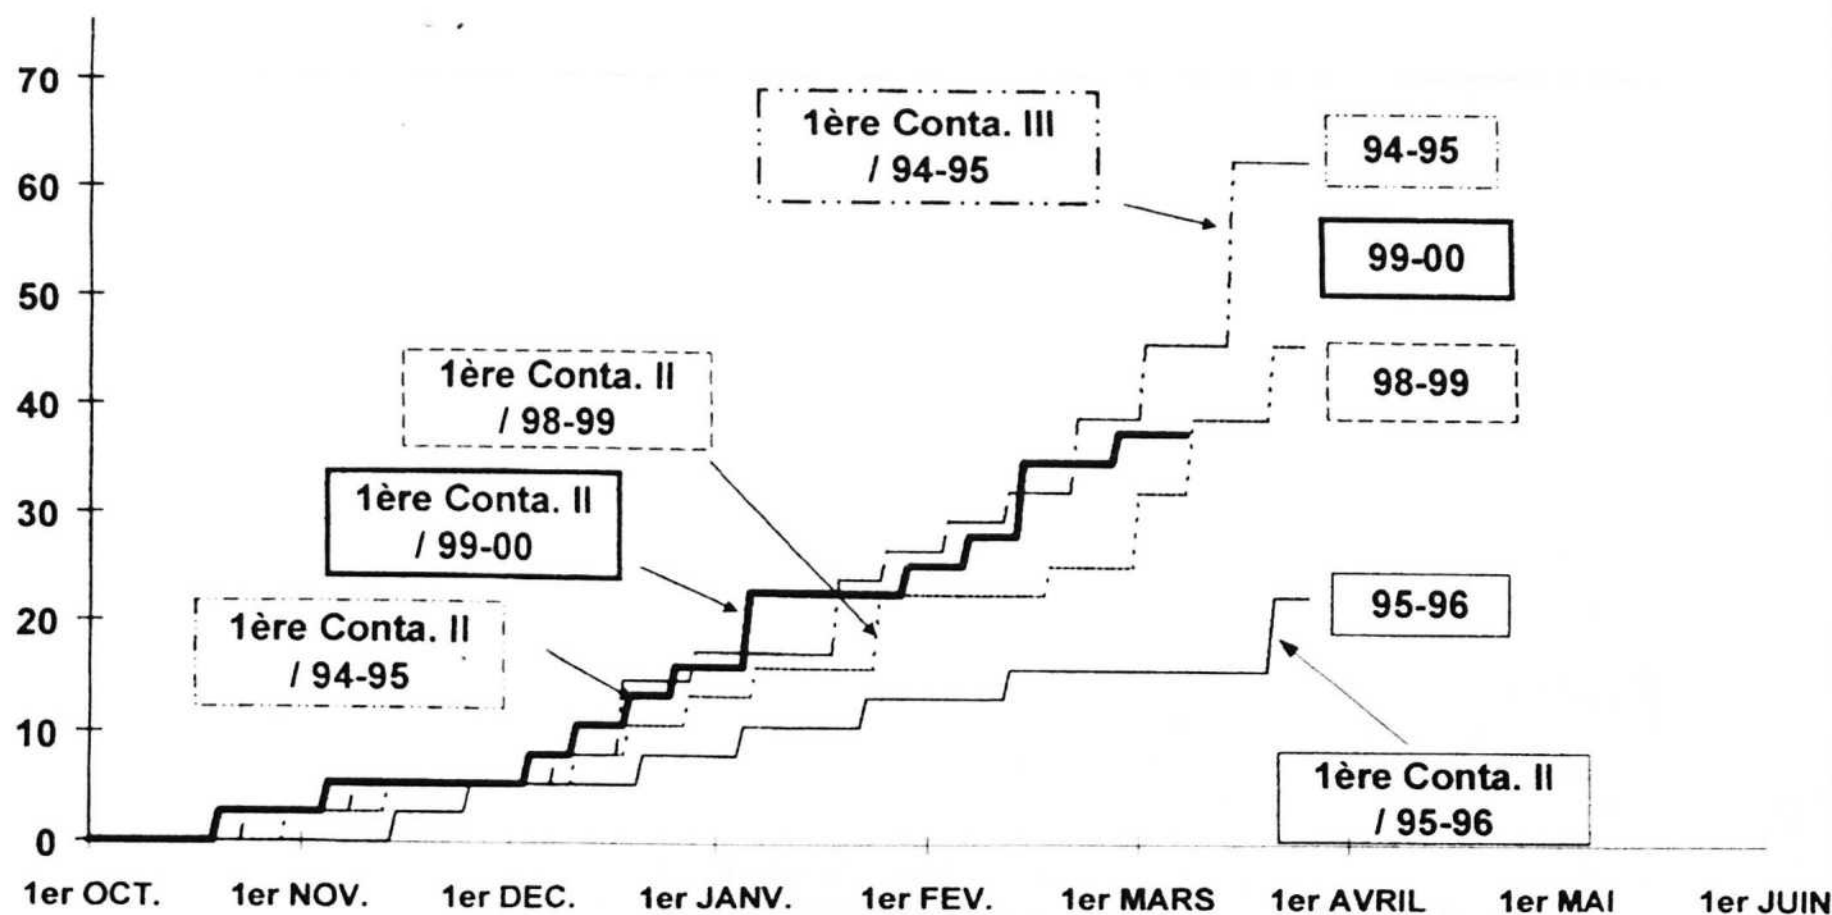 70
60
50
40
30
20
10
0
1ère Conta. III
/ 94-95
94-95
99-00
98-99
1ère Conta. II
/ 98-99
1ère Conta. II
/ 99-00
1ère Conta. II
/ 94-95
95-96
1ère Conta. II
/ 95-96
1er OCT. 1er NOV. 1er DEC. 1er JANV. 1er FEV. 1er MARS 1er AVRIL 1er MAI 1er JUIN